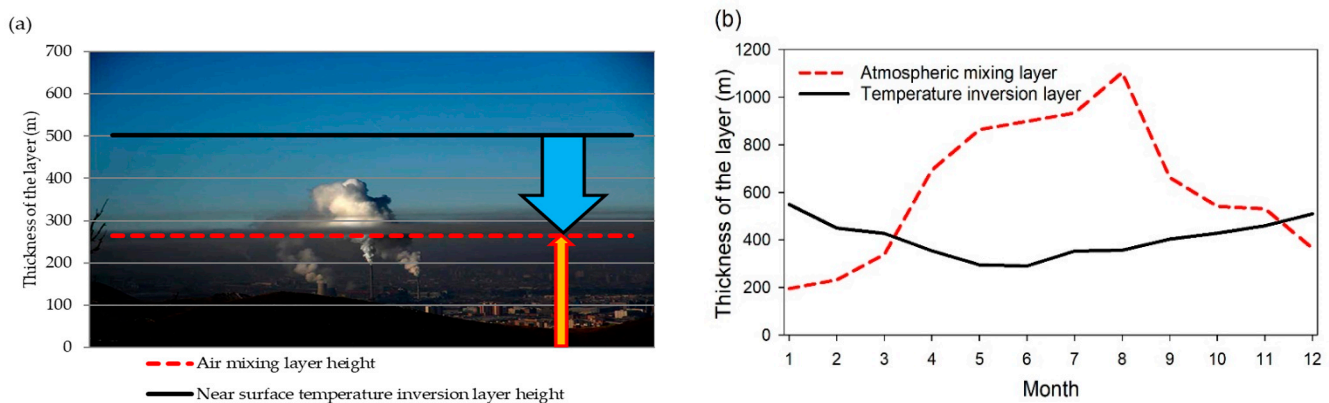 (a)
Thickness of the layer (m)
700
600
500
400
300
200
100
0
Air mixing layer height
Near surface temperature inversion layer height
(b)
Thickness of the layer (m)
1200
1000
800
600
400
200
0
Atmospheric mixing layer
Temperature inversion layer
1 2 3 4 5 6 7 8 9 10 11 12
Month